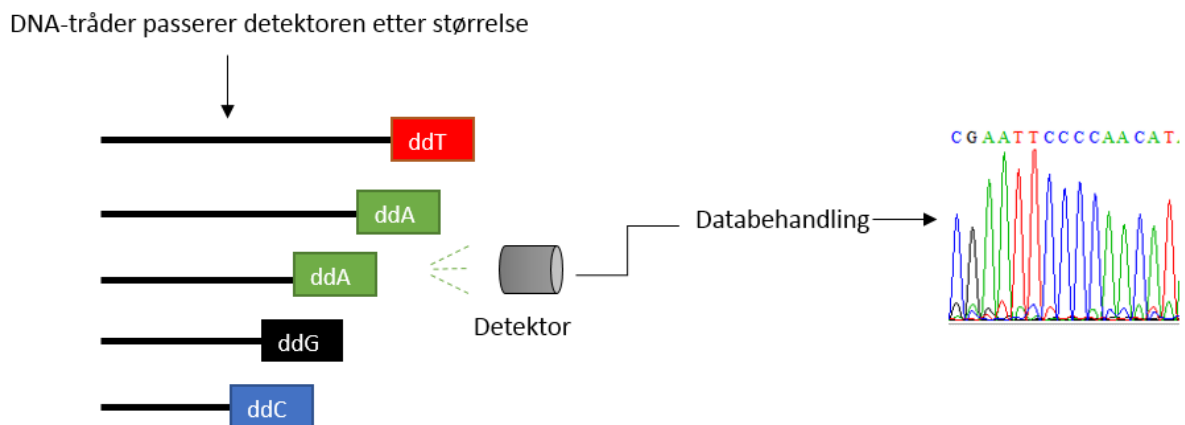 DNA-tråder passerer detektoren etter størrelse
ddT
ddA
ddA
ddG
ddC
Detektor
Databehandling
CGAATTCCCCAACAT.